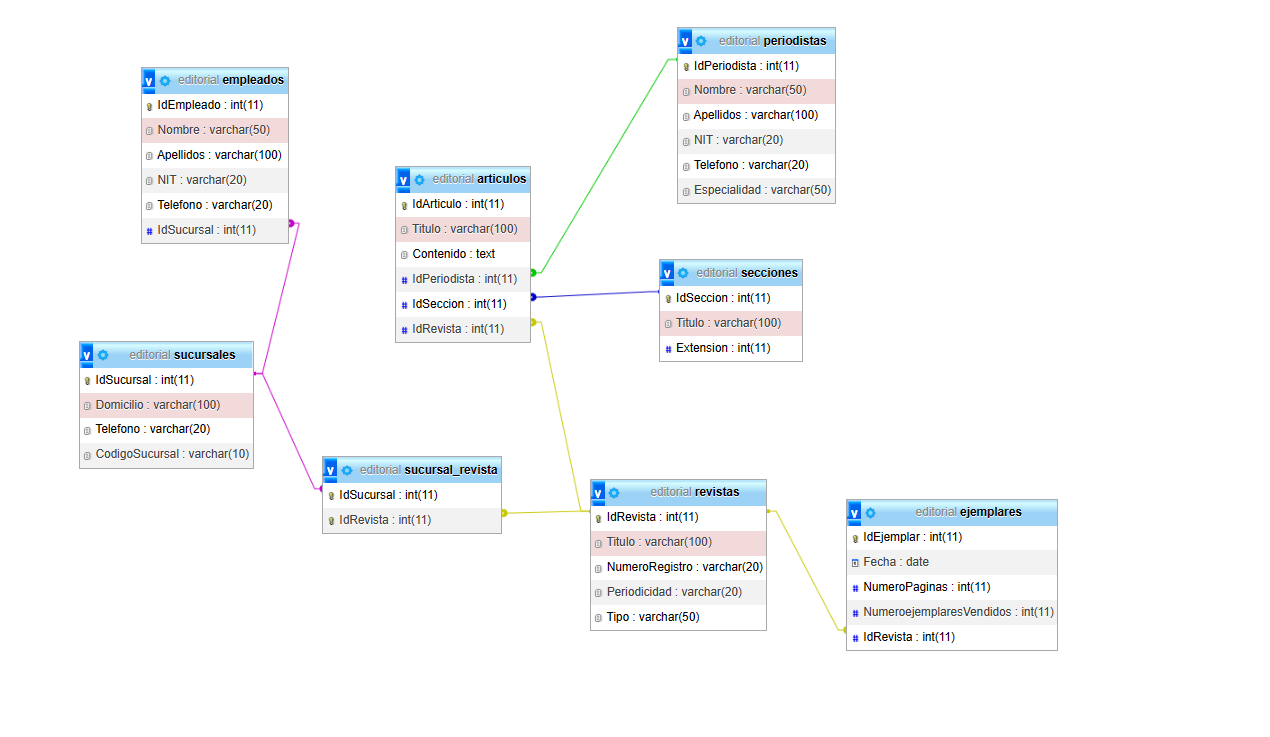 editorial periodistas
IdPeriodista : int(11)
Nombre : varchar(50)
Apellidos : varchar(100)
NIT : varchar(20)
Telefono : varchar(20)
Especialidad : varchar(50)
editorial empleados
IdEmpleado : int(11)
Nombre : varchar(50)
Apellidos : varchar(100)
NIT : varchar(20)
Telefono : varchar(20)
IdSucursal : int(11)
editorial articulos
IdArticulo : int(11)
Titulo : varchar(100)
Contenido : text
IdPeriodista : int(11)
IdSeccion : int(11)
IdRevista : int(11)
editorial secciones
IdSeccion : int(11)
Titulo : varchar(100)
Extension : int(11)
editorial sucursales
IdSucursal : int(11)
Domicilio : varchar(100)
Telefono : varchar(20)
CodigoSucursal : varchar(10)
editorial sucursal_revista
IdSucursal : int(11)
IdRevista : int(11)
editorial revistas
IdRevista : int(11)
Titulo : varchar(100)
NumeroRegistro : varchar(20)
Periodicidad : varchar(20)
Tipo : varchar(50)
editorial ejemplares
IdEjemplar : int(11)
Fecha : date
NumeroPaginas : int(11)
NumeroejemplaresVendidos : int(11)
IdRevista : int(11)